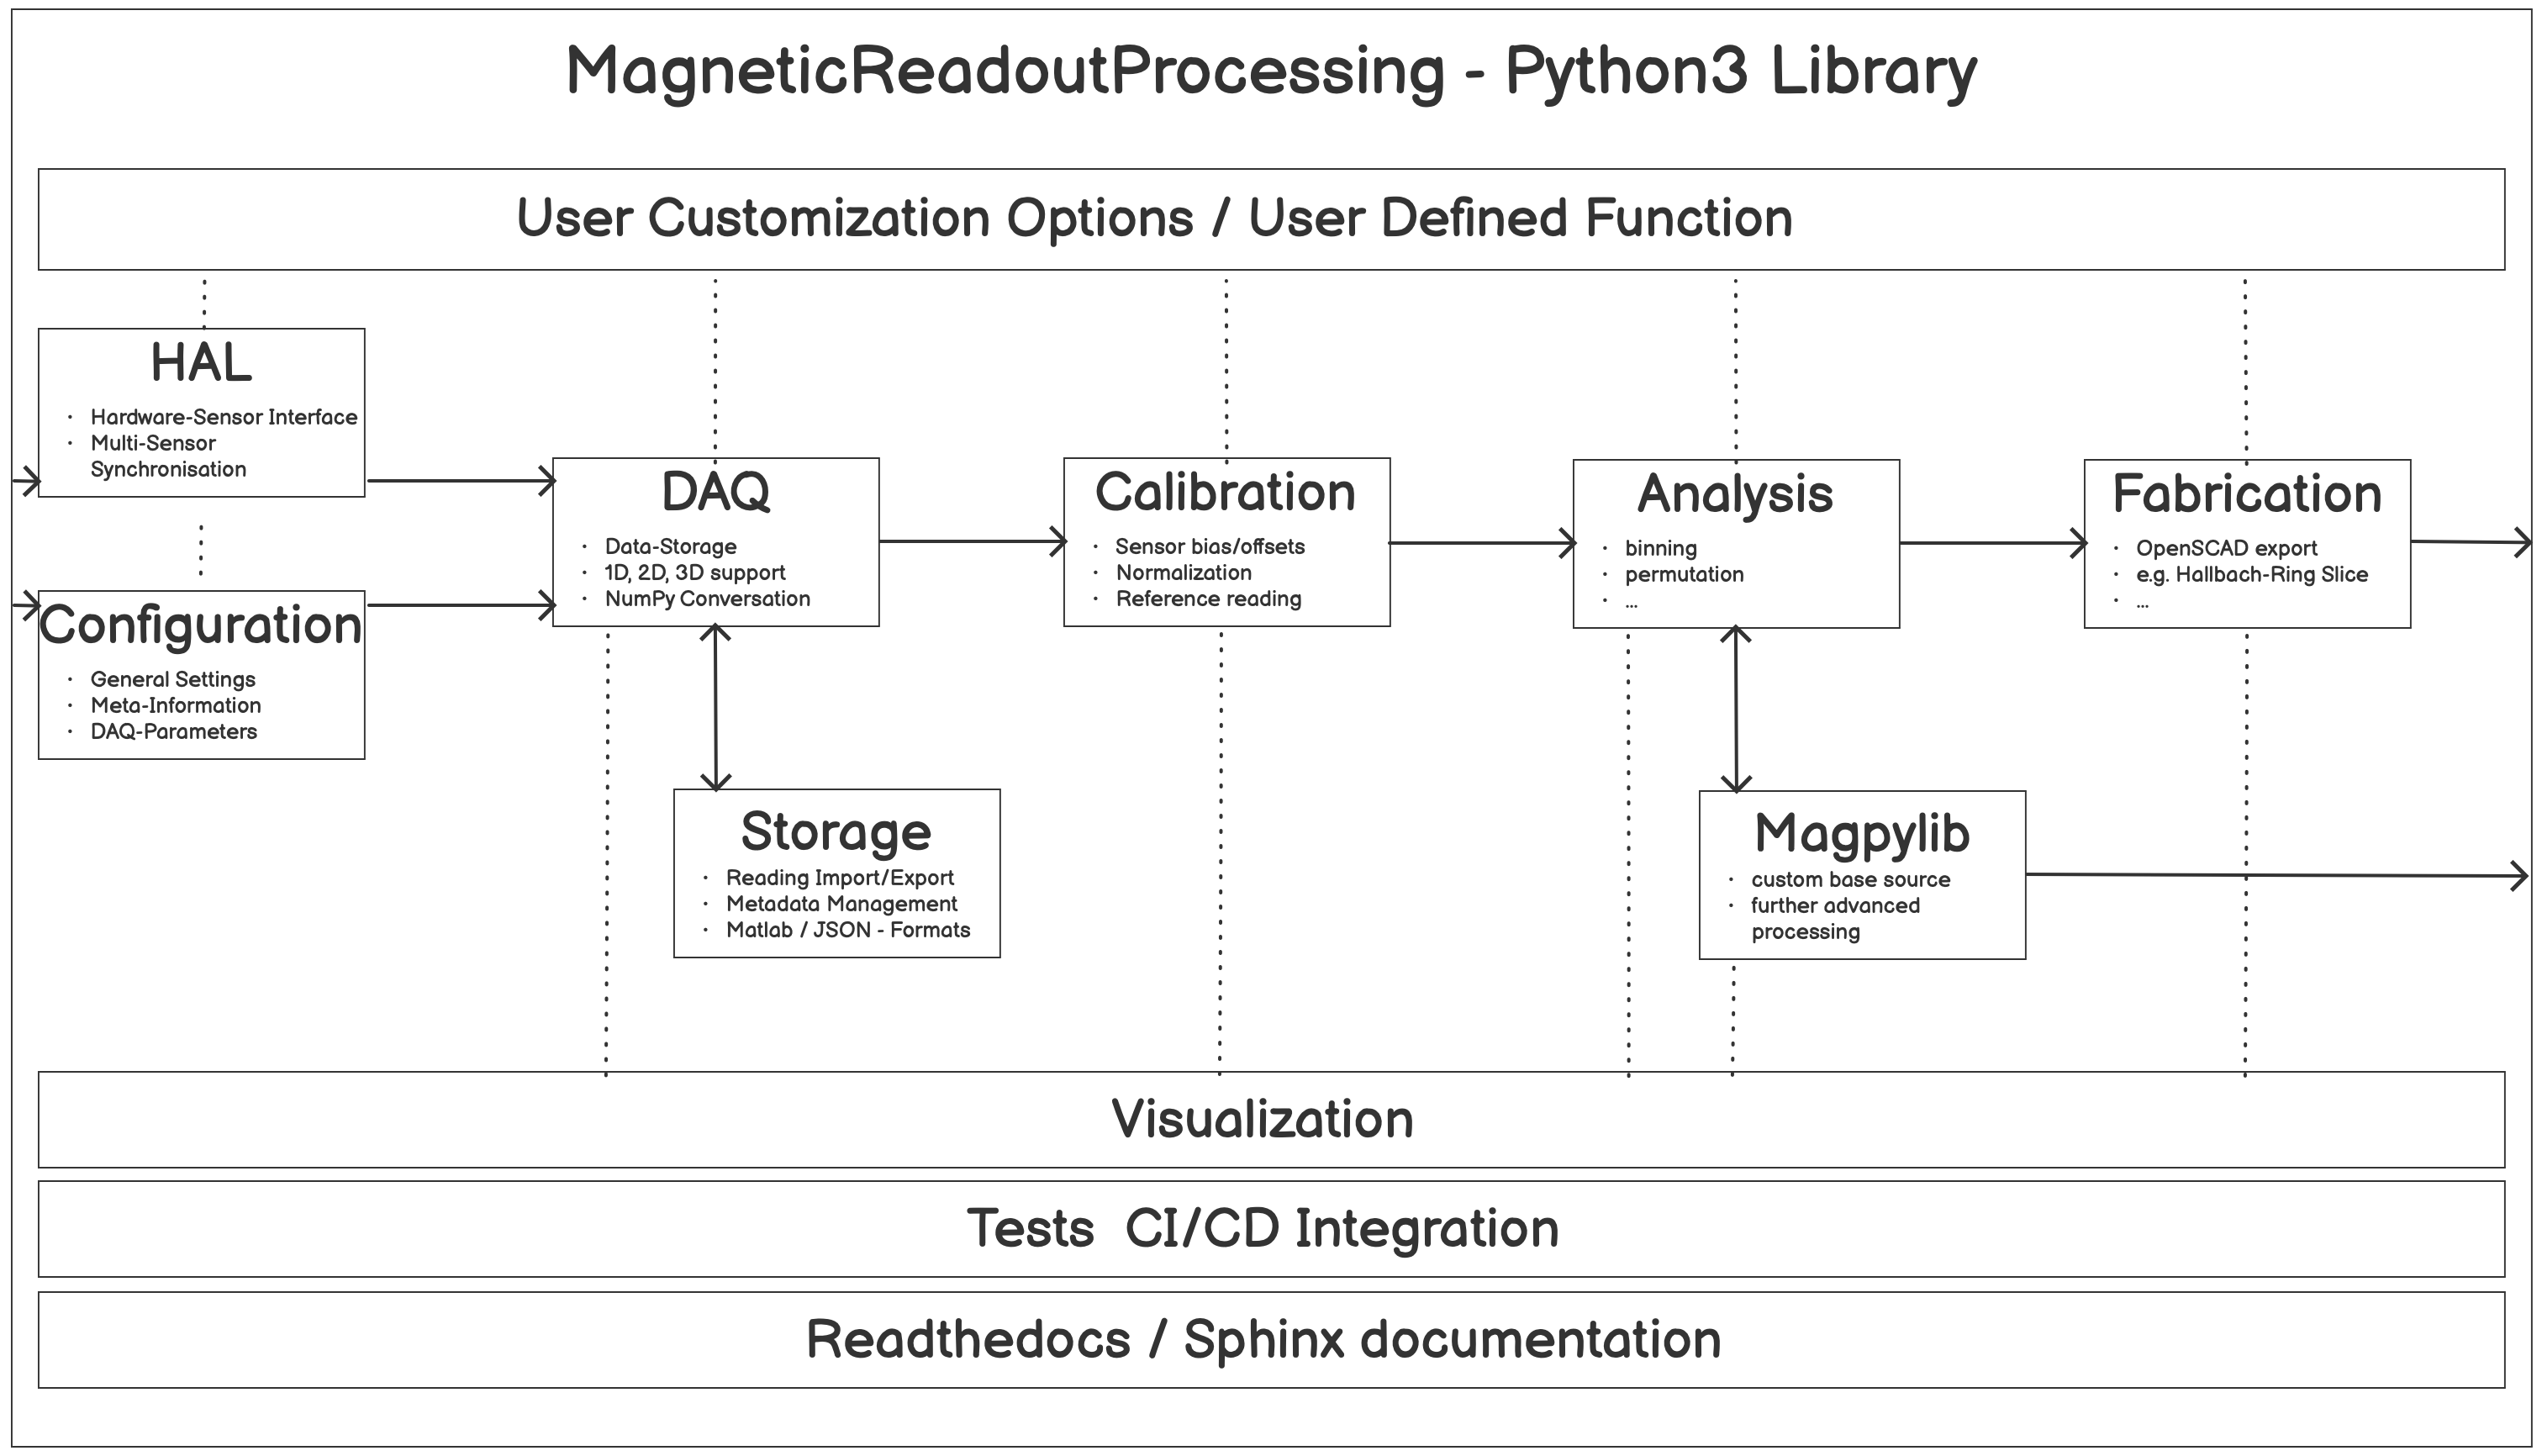 MagneticReadoutProcessing - Python3 Library
User Customization Options / User Defined Function
HAL
· Hardware-Sensor Interface
· Multi-Sensor
Synchronisation
Configuration
· General Settings
· Meta-Information
· DAQ-Parameters
DAQ
· Data-Storage
· 1D, 2D, 3D support
· NumPy Conversation
Storage
· Reading Import/Export
· Metadata Management
· Matlab / JSON - Formats
Calibration
· Sensor bias/offsets
· Normalization
· Reference reading
Analysis
· binning
· permutation
· ...
Magpylib
· custom base source
· further advanced
processing
Fabrication
· OpenSCAD export
· e.g. Hallbach-Ring Slice
· ...
Visualization
Tests  CI/CD Integration
Readthedocs / Sphinx documentation